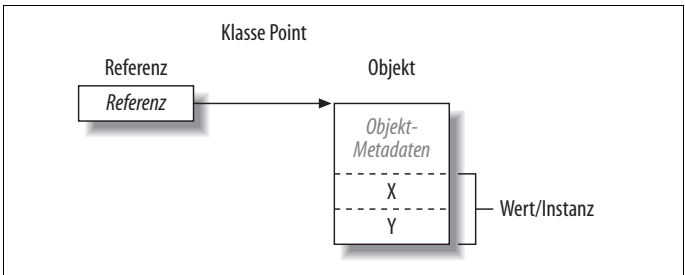 Klasse Point
Referenz
Objekt
Referenz
Objekt-
Metadaten
X
Y
Wert/Instanz